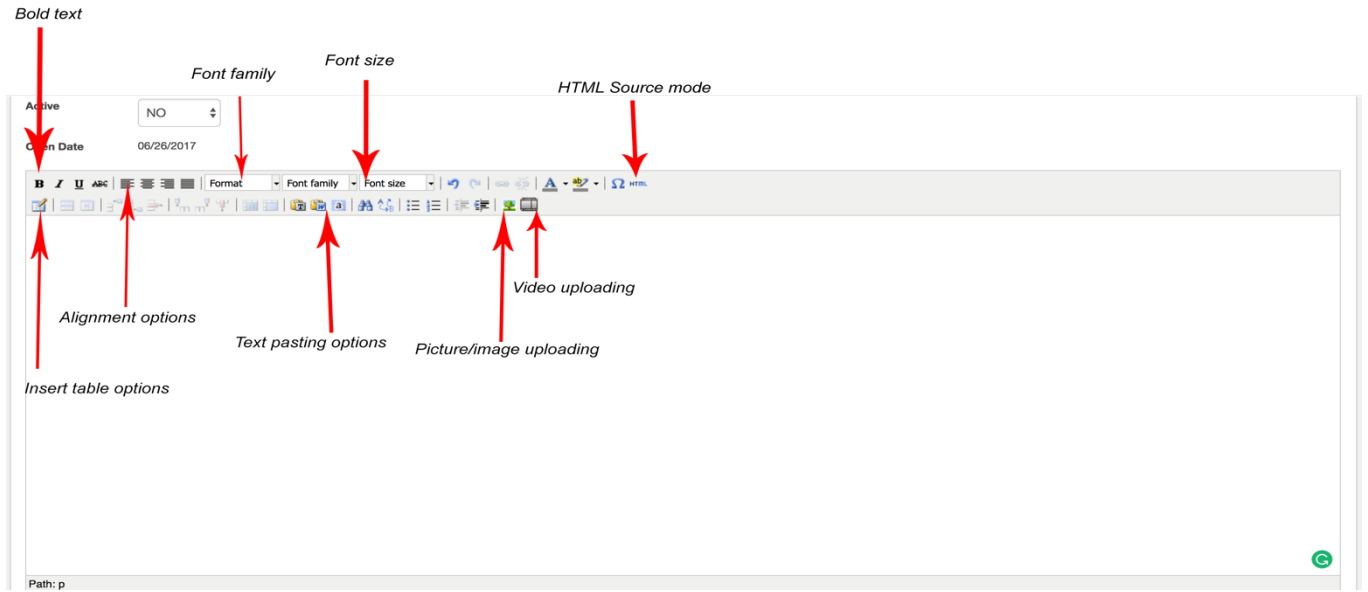 Bold text
Font size
Font family
HTML Source mode
Active
NO
Open Date
06/26/2017
B I U ABC Format Font family Font size A ab Ω HTML
T W a
Video uploading
Alignment options
Text pasting options
Picture/image uploading
Insert table options
G
Path: p